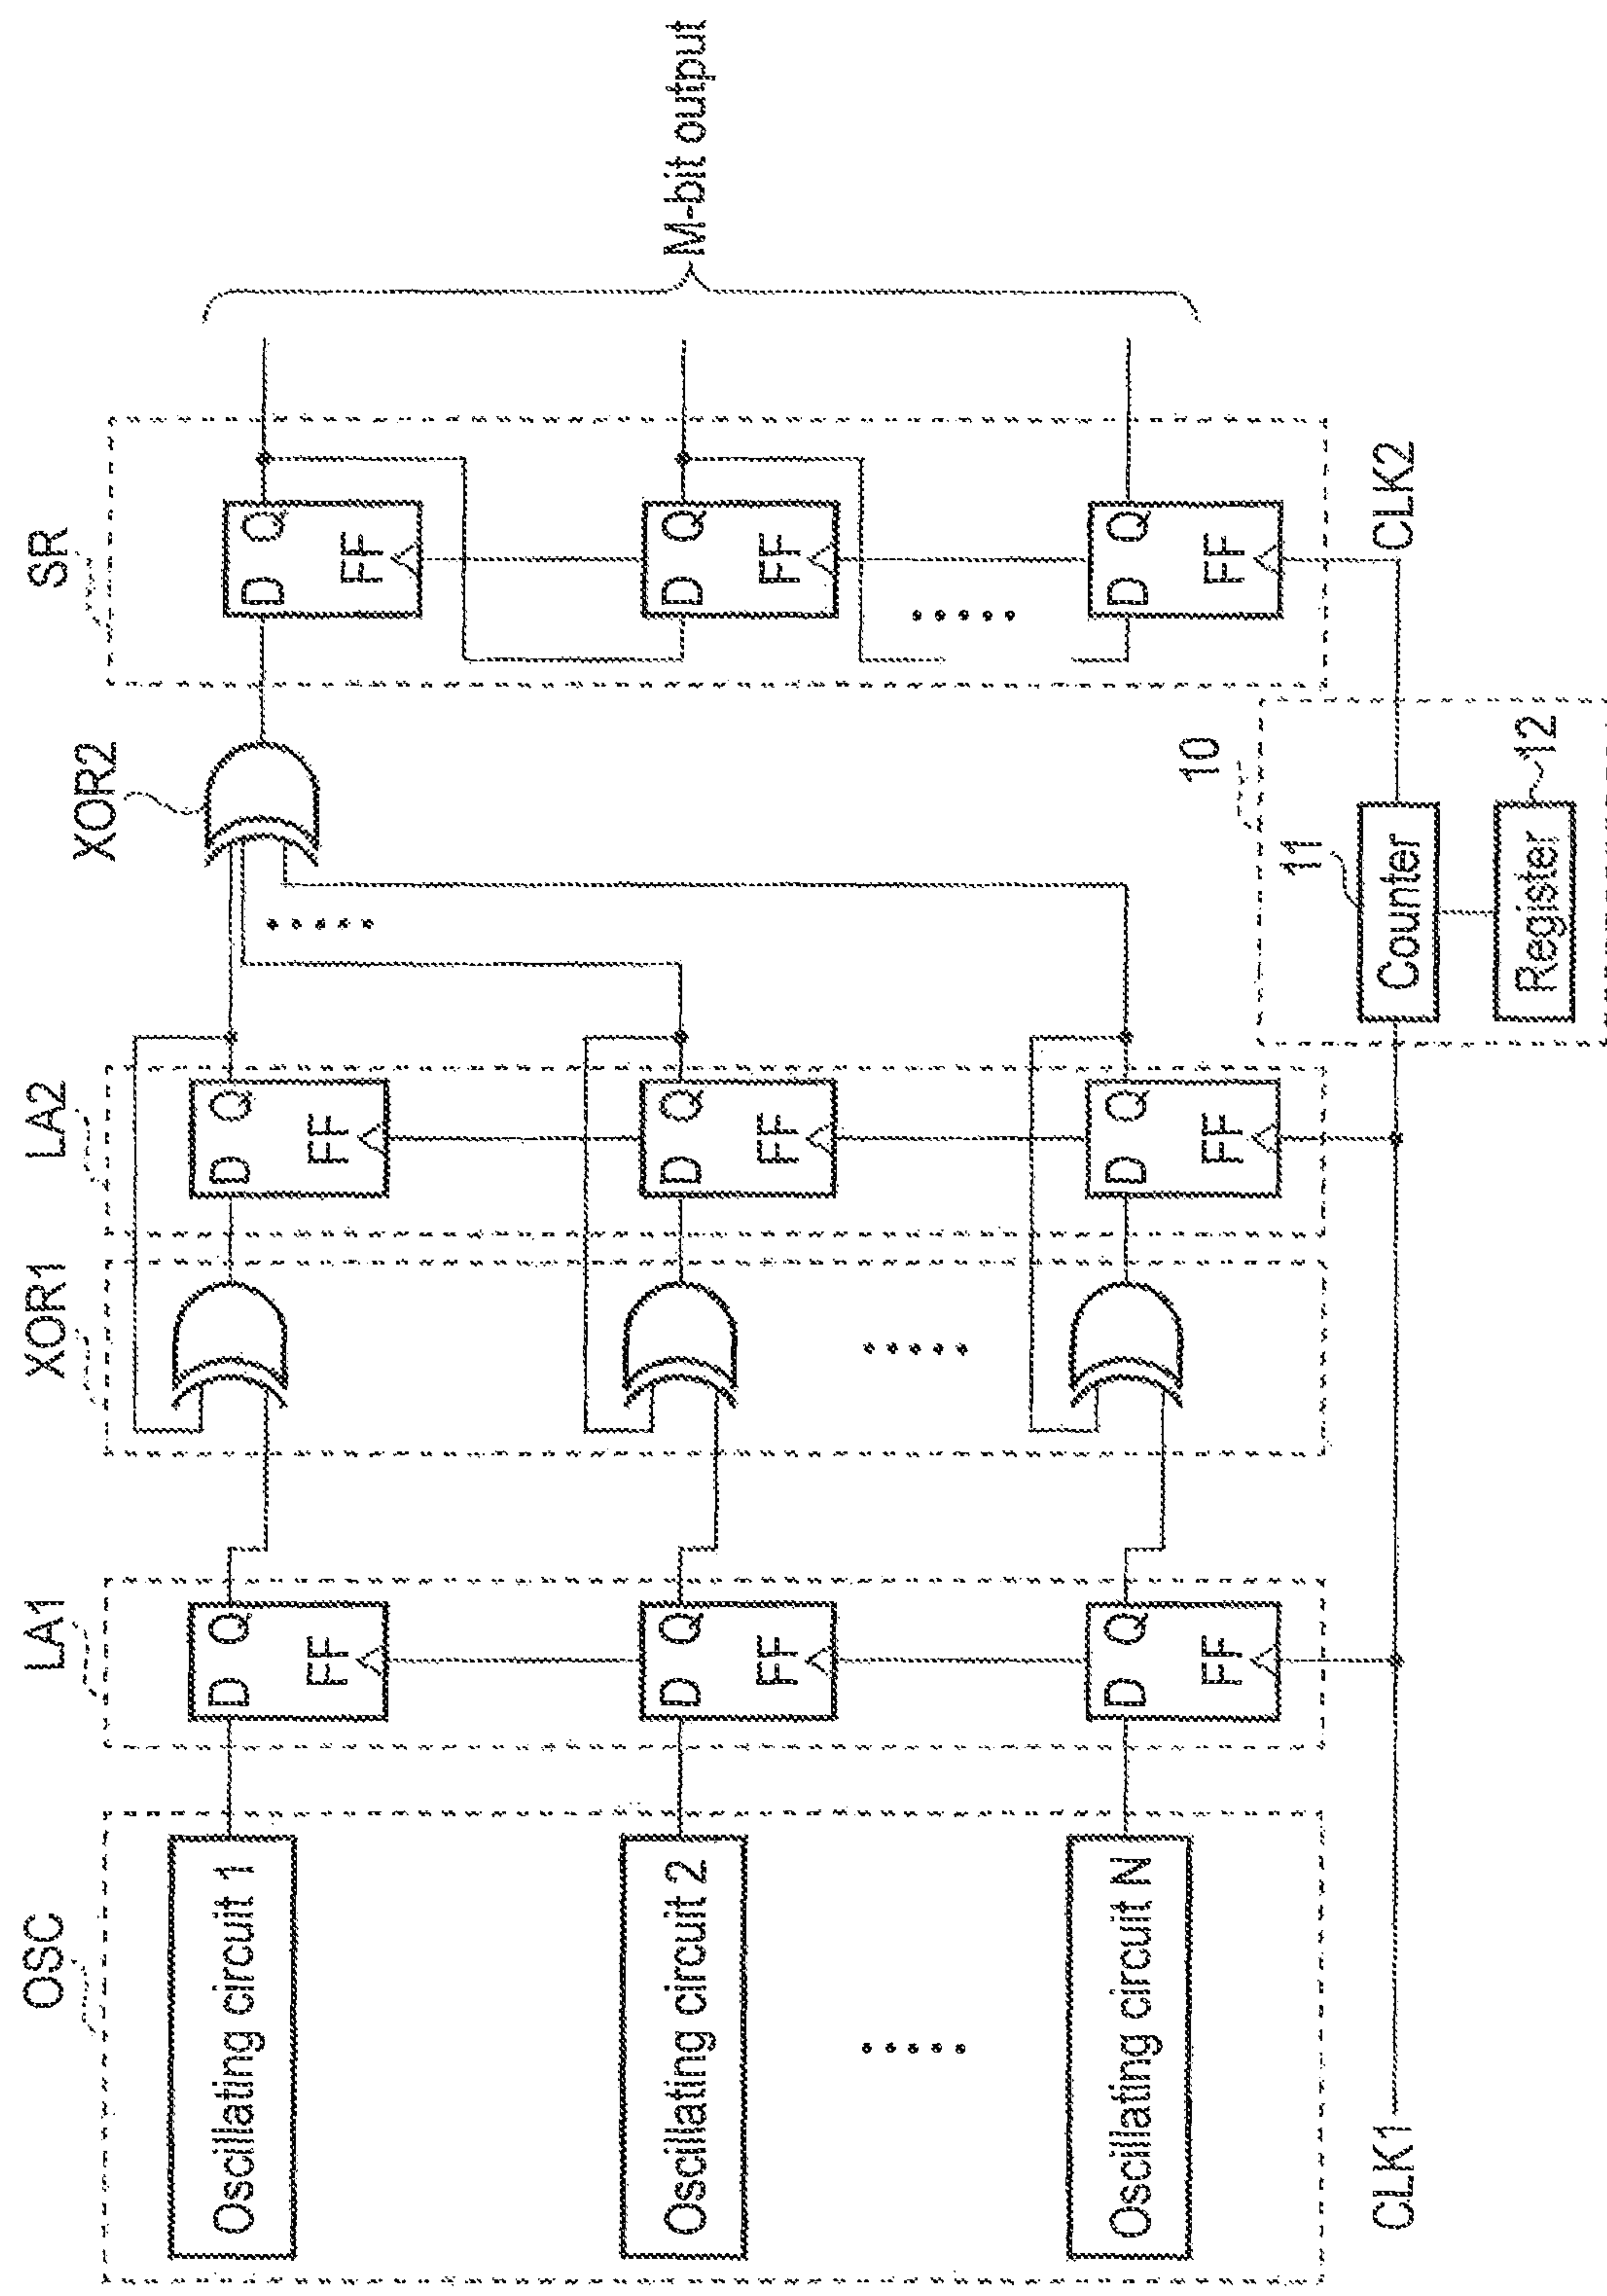 OSC
LA1
XOR1
LA2
XOR2
SR
Oscillating circuit 1
D Q
FF
D Q
FF
D Q
FF
Oscillating circuit 2
D Q
FF
D Q
FF
D Q
FF
M-bit output
Oscillating circuit N
D Q
FF
D Q
FF
D Q
FF
10
11
CLK1
Counter
CLK2
Register
12